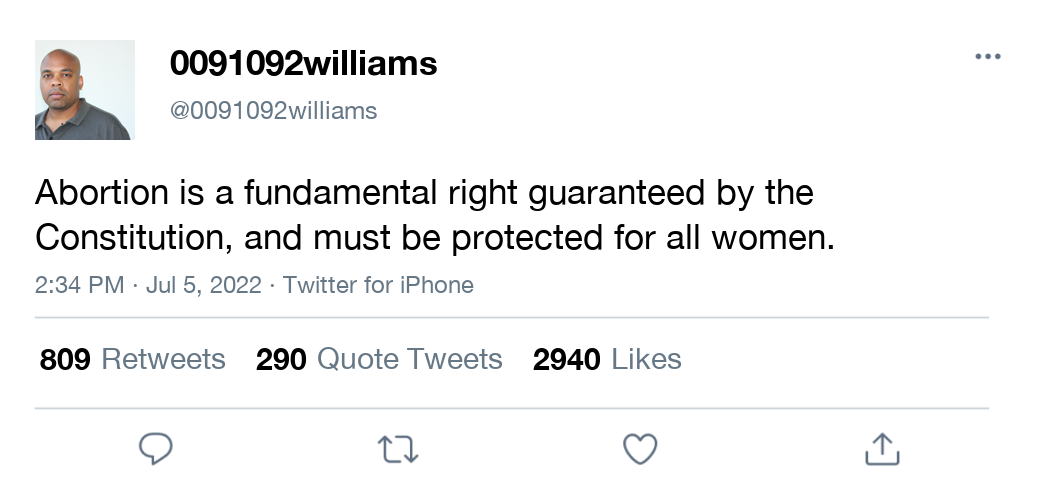 0091092williams
@0091092williams
Abortion is a fundamental right guaranteed by the
Constitution, and must be protected for all women.
2:34 PM · Jul 5, 2022 · Twitter for iPhone
809 Retweets 290 Quote Tweets 2940 Likes